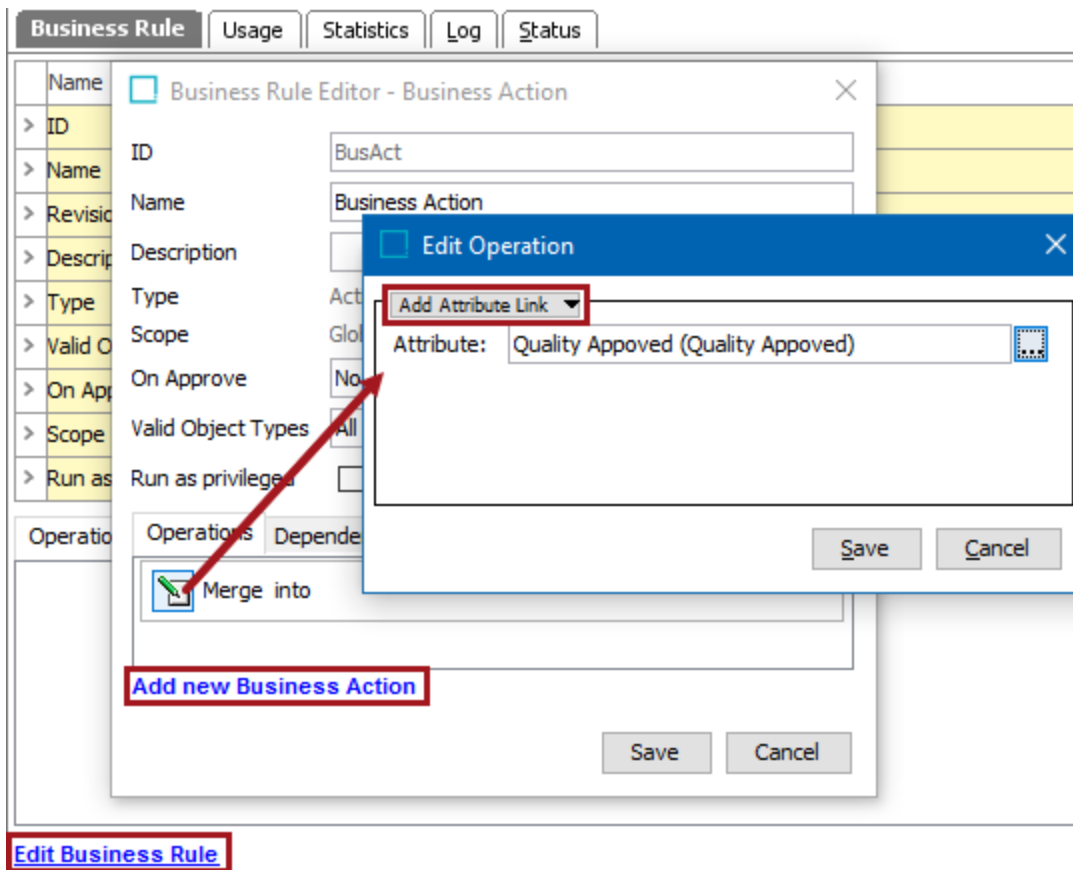 Business Rule Usage Statistics Log Status
Name
Business Rule Editor - Business Action
ID
ID BusAct
Name
Name Business Action
Revisio
Edit Operation
Descrip
Description
Type
Type Act
Add Attribute Link
Scope Glo
Valid O
Attribute: Quality Appoved (Quality Appoved) ...
On App
On Approve No
Scope
Valid Object Types All
Run as
Run as privileged
Operatio
Operations Depende
Save Cancel
Merge into
Add new Business Action
Save Cancel
Edit Business Rule